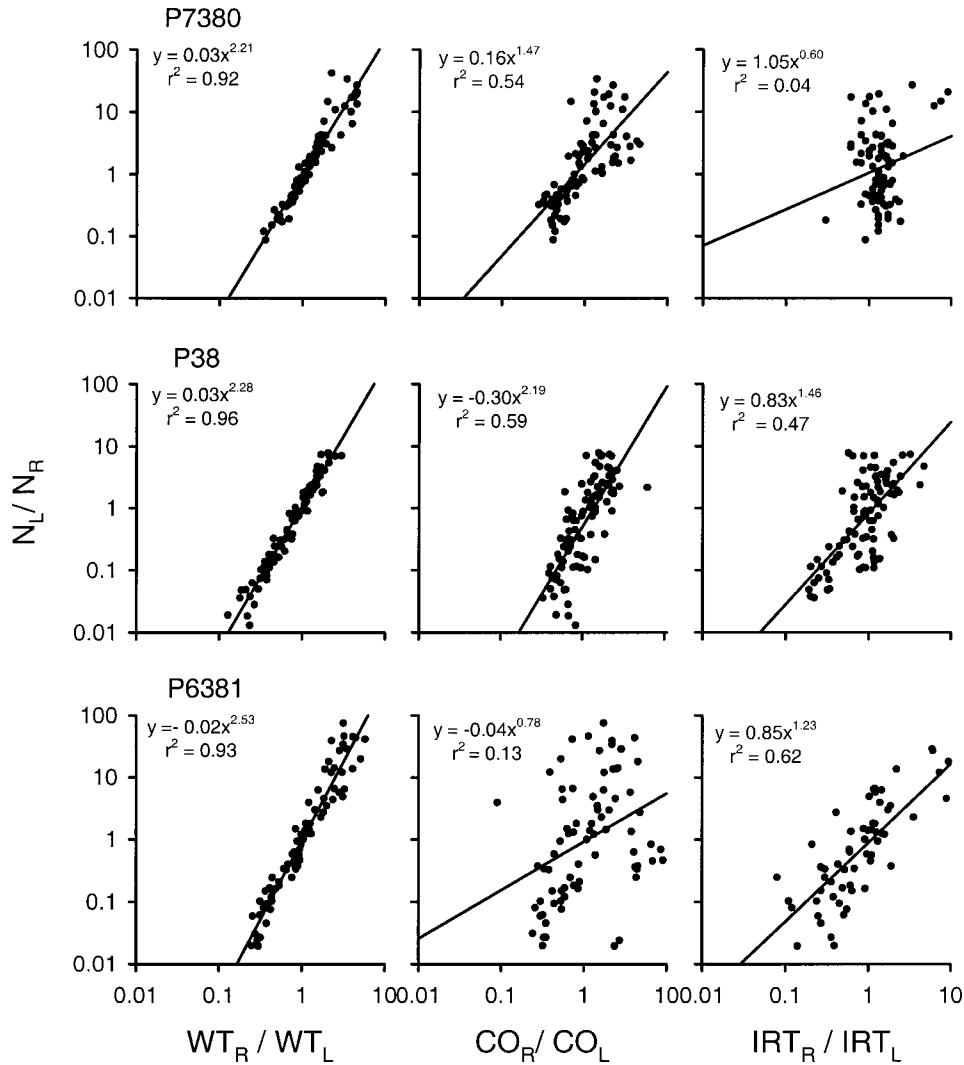 P7380
y = 0.03x^2.21
r^2 = 0.92
y = 0.16x^1.47
r^2 = 0.54
y = 1.05x^0.60
r^2 = 0.04
100
10
1
0.1
0.01
P38
y = 0.03x^2.28
r^2 = 0.96
y = -0.30x^2.19
r^2 = 0.59
y = 0.83x^1.46
r^2 = 0.47
100
10
1
0.1
0.01
N_L / N_R
P6381
y =- 0.02x^2.53
r^2 = 0.93
y = -0.04x^0.78
r^2 = 0.13
y = 0.85x^1.23
r^2 = 0.62
100
10
1
0.1
0.01
0.01 0.1 1 100.01 0.1 1 100 0.01 0.1 1 10
WT_R / WT_L CO_R / CO_L IRT_R / IRT_L